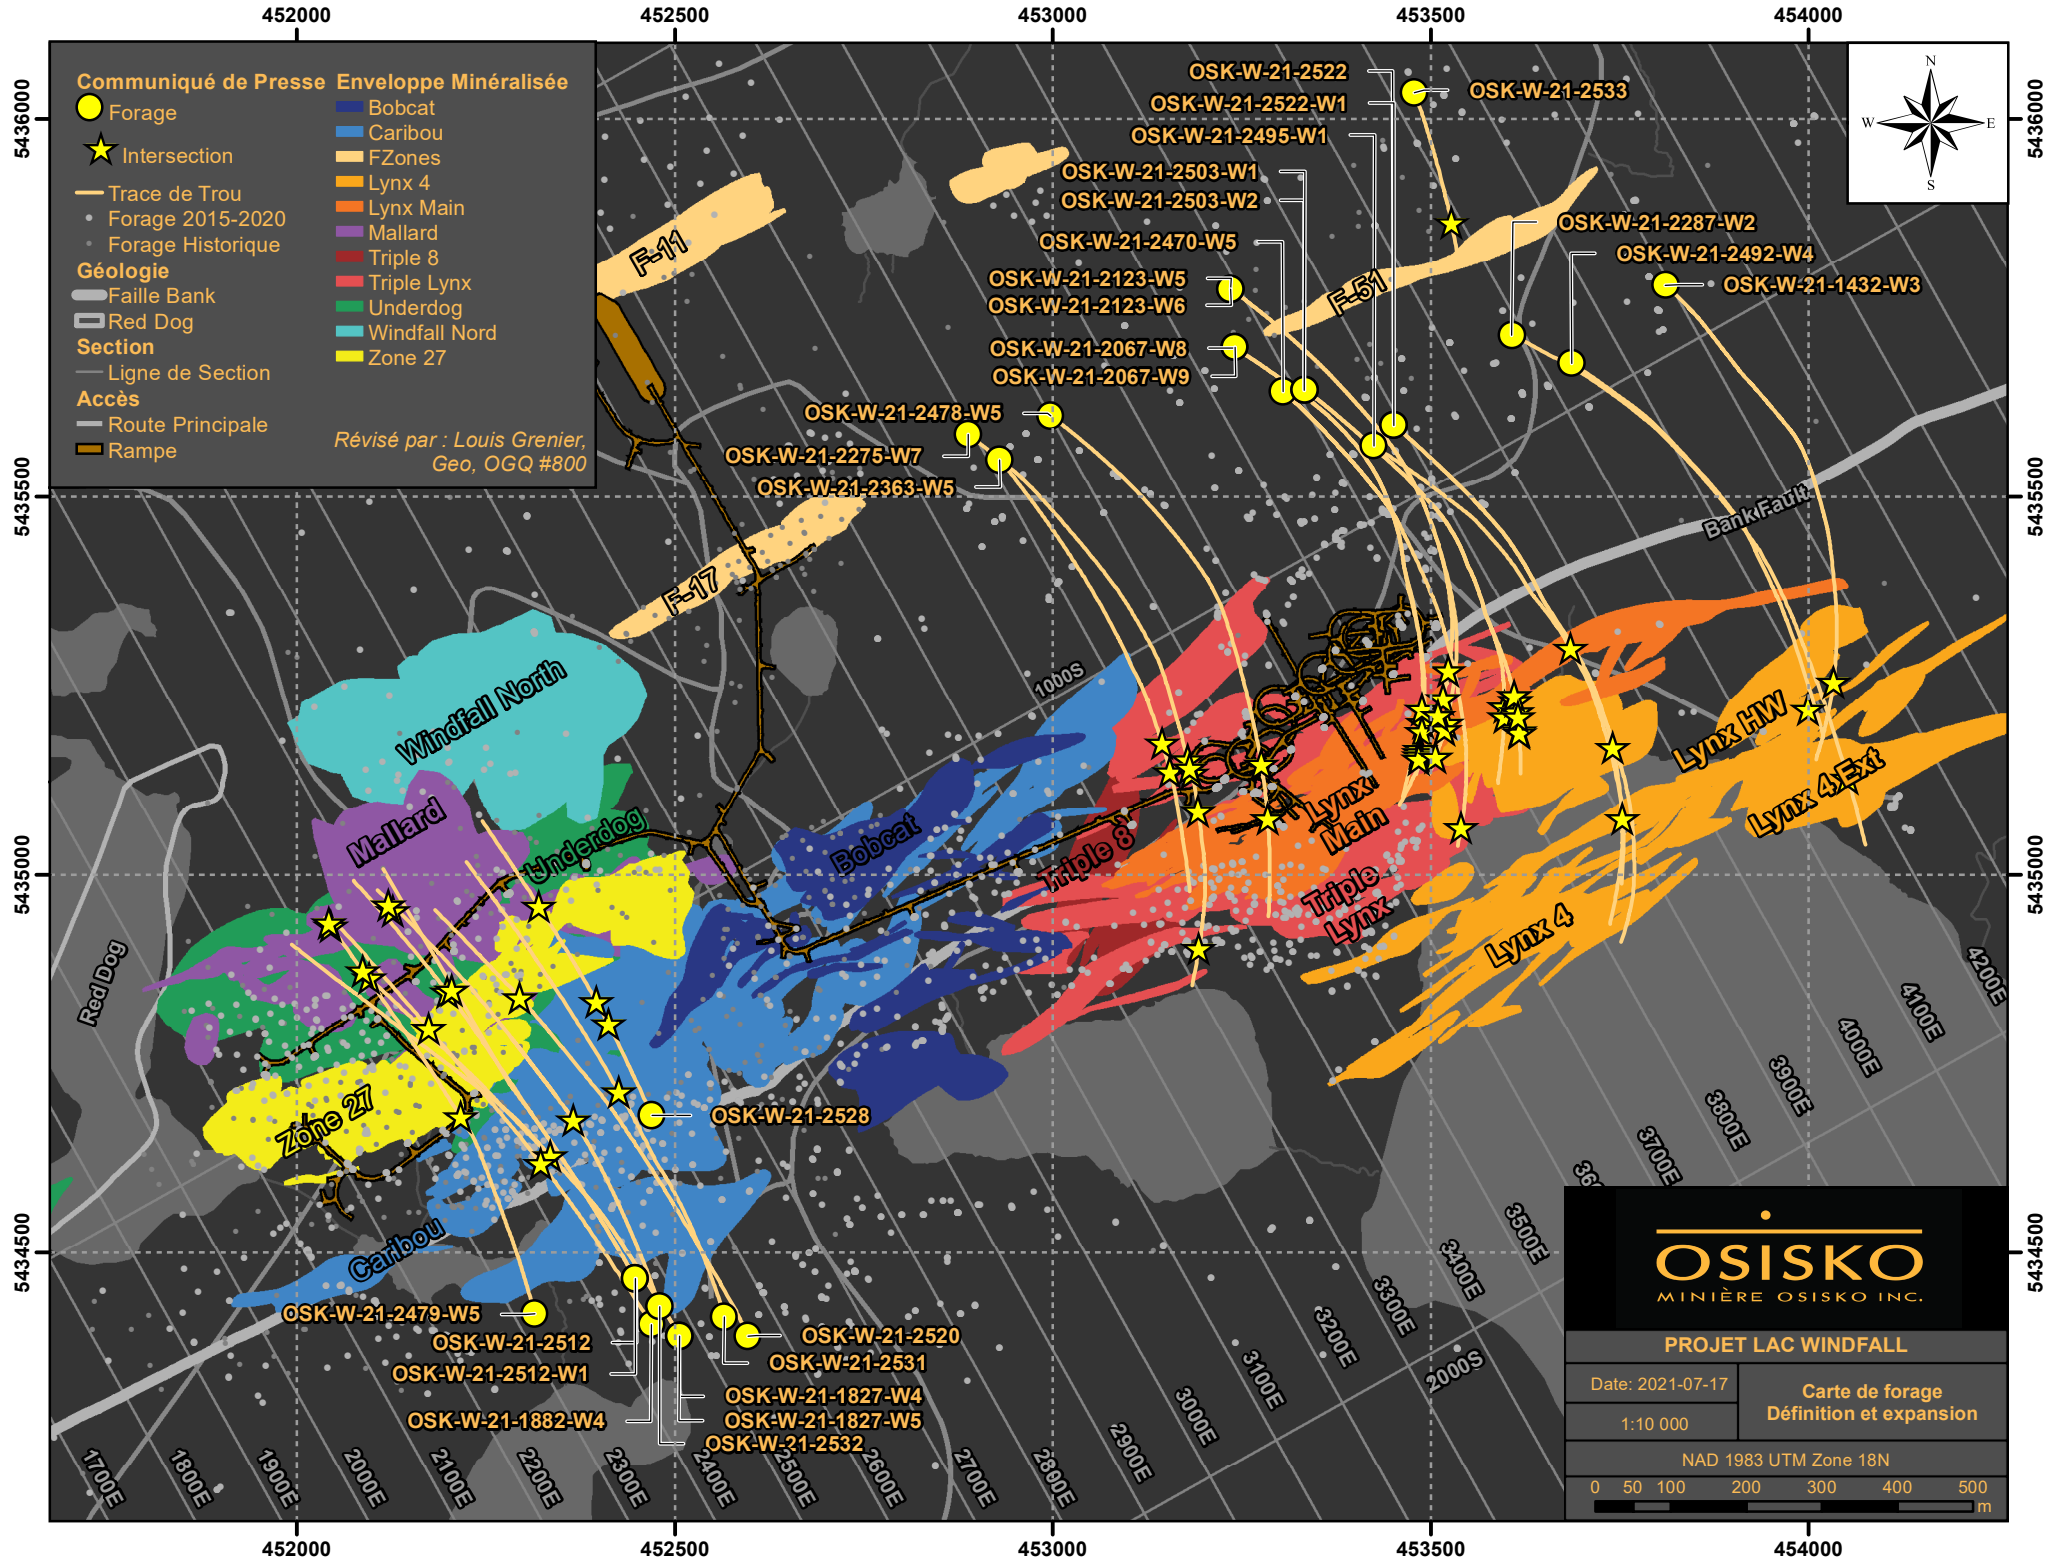 452000
452500
453000
453500
454000
5436000
5435500
5435000
5434500
Communiqué de Presse
Forage
Intersection
Trace de Trou
Forage 2015-2020
Forage Historique
Géologie
Faille Bank
Red Dog
Section
Ligne de Section
Accès
Route Principale
Rampe
Enveloppe Minéralisée
Bobcat
Caribou
FZones
Lynx 4
Lynx Main
Mallard
Triple 8
Triple Lynx
Underdog
Windfall Nord
Zone 27
Révisé par : Louis Grenier,
Geo, OGQ #800
N
W
E
S
OSK-W-21-2522
OSK-W-21-2533
OSK-W-21-2522-W1
OSK-W-21-2495-W1
OSK-W-21-2503-W1
OSK-W-21-2503-W2
OSK-W-21-2287-W2
OSK-W-21-2470-W5
OSK-W-21-2492-W4
OSK-W-21-2123-W5
OSK-W-21-1432-W3
OSK-W-21-2123-W6
OSK-W-21-2067-W8
OSK-W-21-2067-W9
OSK-W-21-2478-W5
OSK-W-21-2275-W7
OSK-W-21-2363-W5
F-11
F-51
F-17
Bank Fault
1000S
Windfall North
Mallard
Underdog
Bobcat
Triple 8
Lynx
Main
Triple
Lynx
Lynx HW
Lynx 4 Ext
Lynx 4
Red Dog
Zone 27
Caribou
OSK-W-21-2528
OSK-W-21-2479-W5
OSK-W-21-2512
OSK-W-21-2512-W1
OSK-W-21-1882-W4
OSK-W-21-2520
OSK-W-21-2531
OSK-W-21-1827-W4
OSK-W-21-1827-W5
OSK-W-21-2532
1700E
1800E
1900E
2000E
2100E
2200E
2300E
2400E
2500E
2600E
2700E
2800E
2900E
3000E
3100E
3200E
3300E
3400E
3500E
3700E
3800E
3900E
4000E
4100E
4200E
2000S
OSISKO
MINIÈRE OSISKO INC.
PROJET LAC WINDFALL
Date: 2021-07-17
1:10 000
Carte de forage
Définition et expansion
NAD 1983 UTM Zone 18N
0 50 100 200 300 400 500
m
5436000
5435500
5435000
5434500
452000
452500
453000
453500
454000